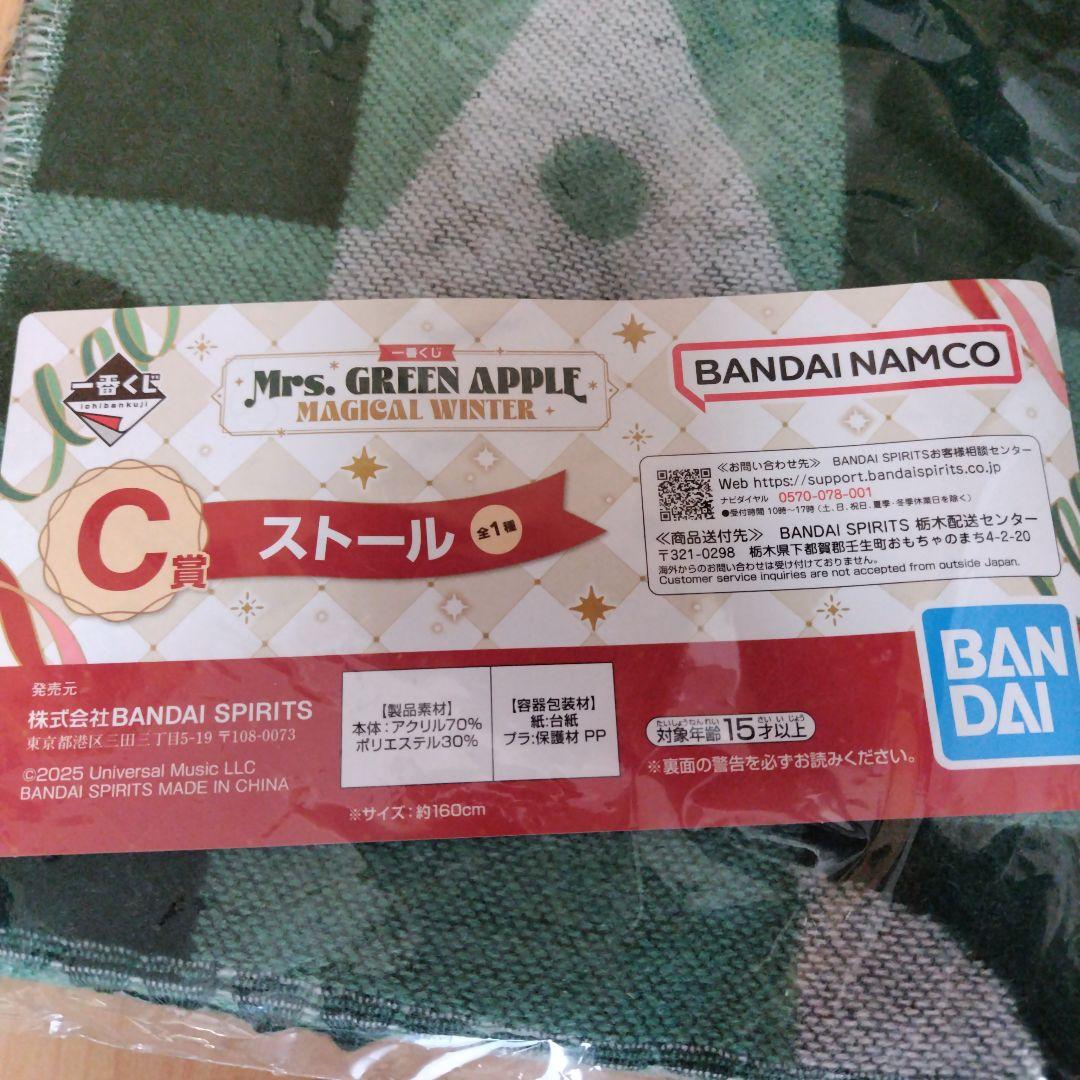 一番くじ
ichibankuji
一番くじ
Mrs. GREEN APPLE
MAGICAL WINTER
BANDAI NAMCO
C賞
ストール
全1種
≪お問い合わせ先≫ BANDAI SPIRITSお客様相談センター
Web https://support.bandaispirits.co.jp
ナビダイヤル 0570-078-001
●受付時間 10時～17時(土、日、祝日、夏季・冬季休業日を除く)
≪商品送付先≫ BANDAI SPIRITS 栃木配送センター
〒321-0298 栃木県下都賀郡壬生町おもちゃのまち4-2-20
海外からのお問い合わせは受け付けておりません。
Customer service inquiries are not accepted from outside Japan.
BAN
DAI
発売元
株式会社BANDAI SPIRITS
東京都港区三田三丁目5-19 〒108-0073
©2025 Universal Music LLC
BANDAI SPIRITS MADE IN CHINA
【製品素材】
本体:アクリル70%
ポリエステル30%
【容器包装材】
紙:台紙
プラ:保護材 PP
※サイズ:約160cm
たいしょうねんれい さい いじょう
対象年齢15才以上
※裏面の警告を必ずお読みください。